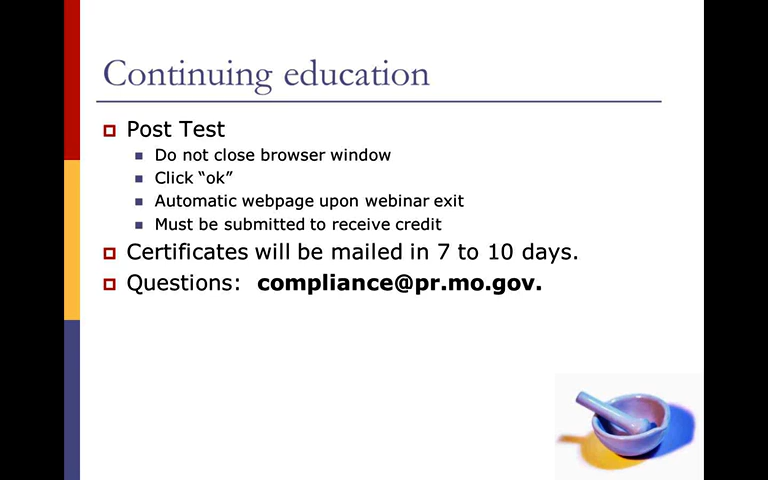 Continuing education
Post Test
Do not close browser window
Click “ok”
Automatic webpage upon webinar exit
Must be submitted to receive credit
Certificates will be mailed in 7 to 10 days.
Questions: compliance@pr.mo.gov.